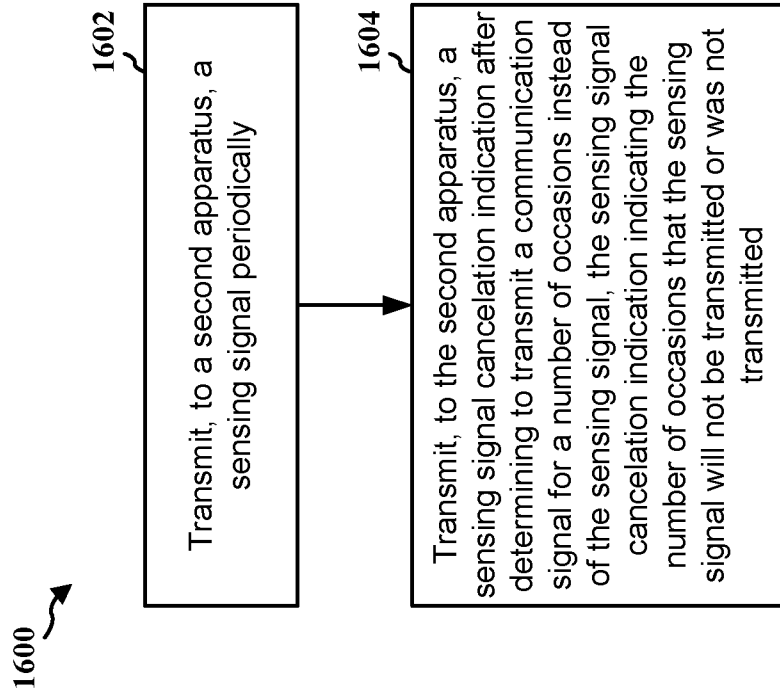 1600
1602
Transmit, to a second apparatus, a
sensing signal periodically
1604
Transmit, to the second apparatus, a
sensing signal cancelation indication after
determining to transmit a communication
signal for a number of occasions instead
of the sensing signal, the sensing signal
cancelation indication indicating the
number of occasions that the sensing
signal will not be transmitted or was not
transmitted